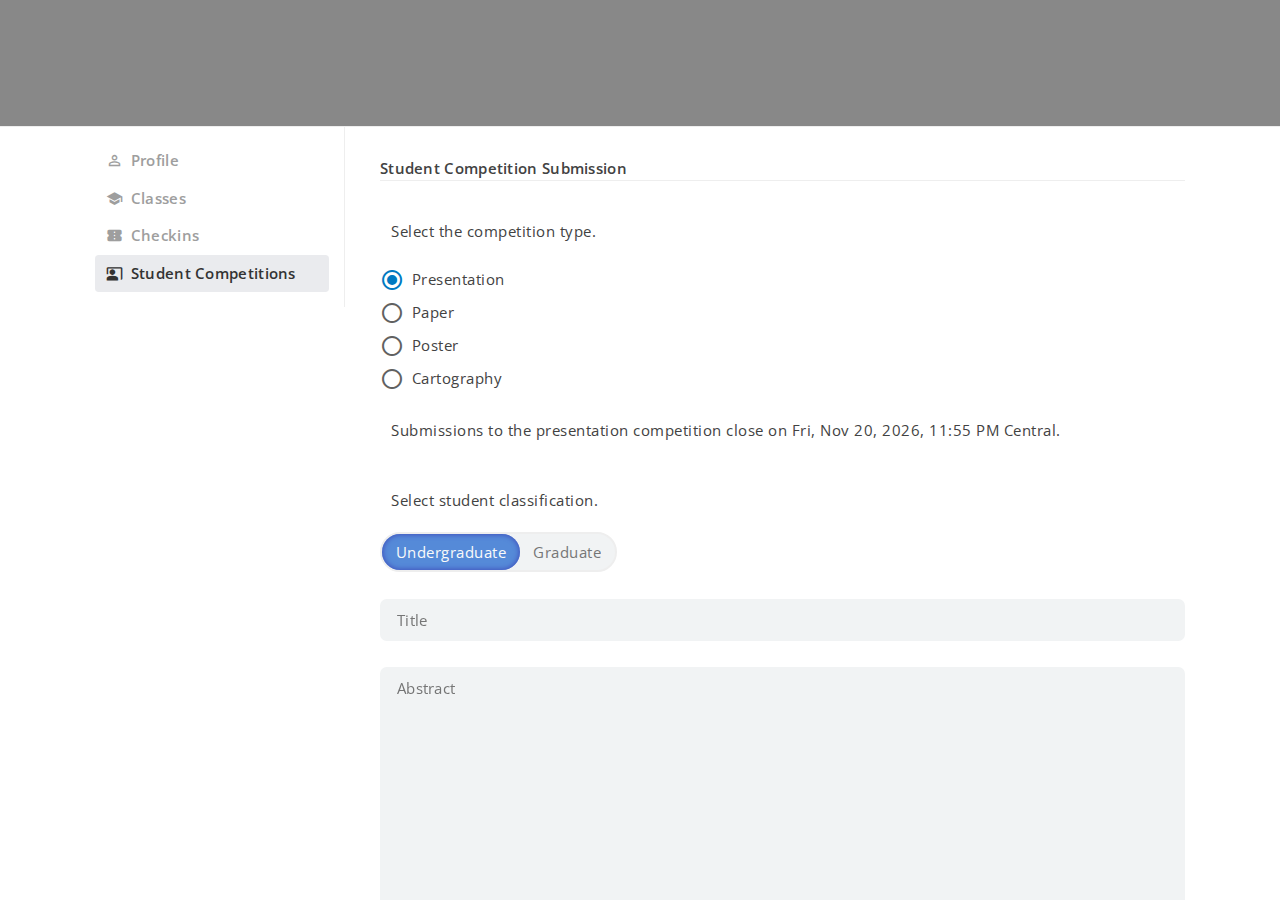 Profile
Classes
Checkins
Student Competitions
Student Competition Submission
Select the competition type.
Presentation
Paper
Poster
Cartography
Submissions to the presentation competition close on Fri, Nov 20, 2026, 11:55 PM Central.
Select student classification.
Undergraduate Graduate
Title
Abstract